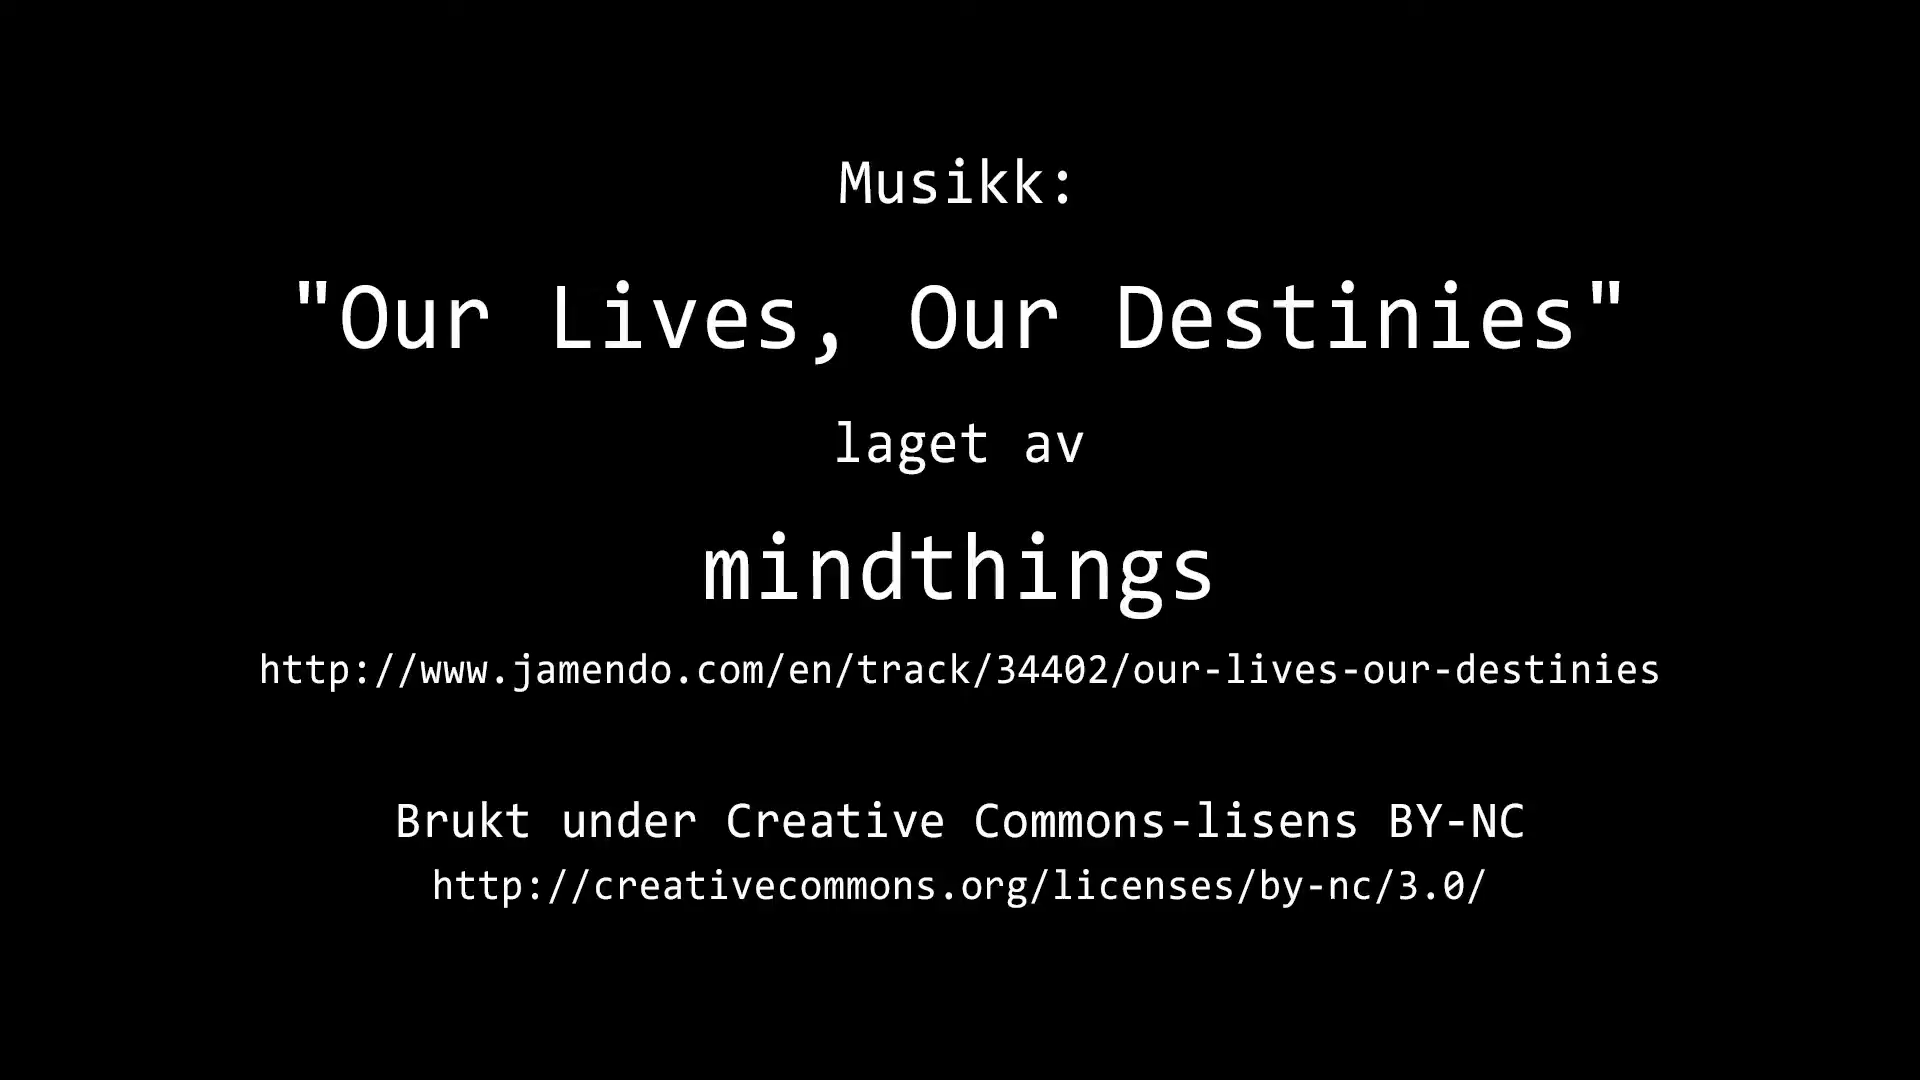 Musikk:
"Our Lives, Our Destinies"
laget av
mindthings
http://www.jamendo.com/en/track/34402/our-lives-our-destinies
Brukt under Creative Commons-lisens BY-NC
http://creativecommons.org/licenses/by-nc/3.0/